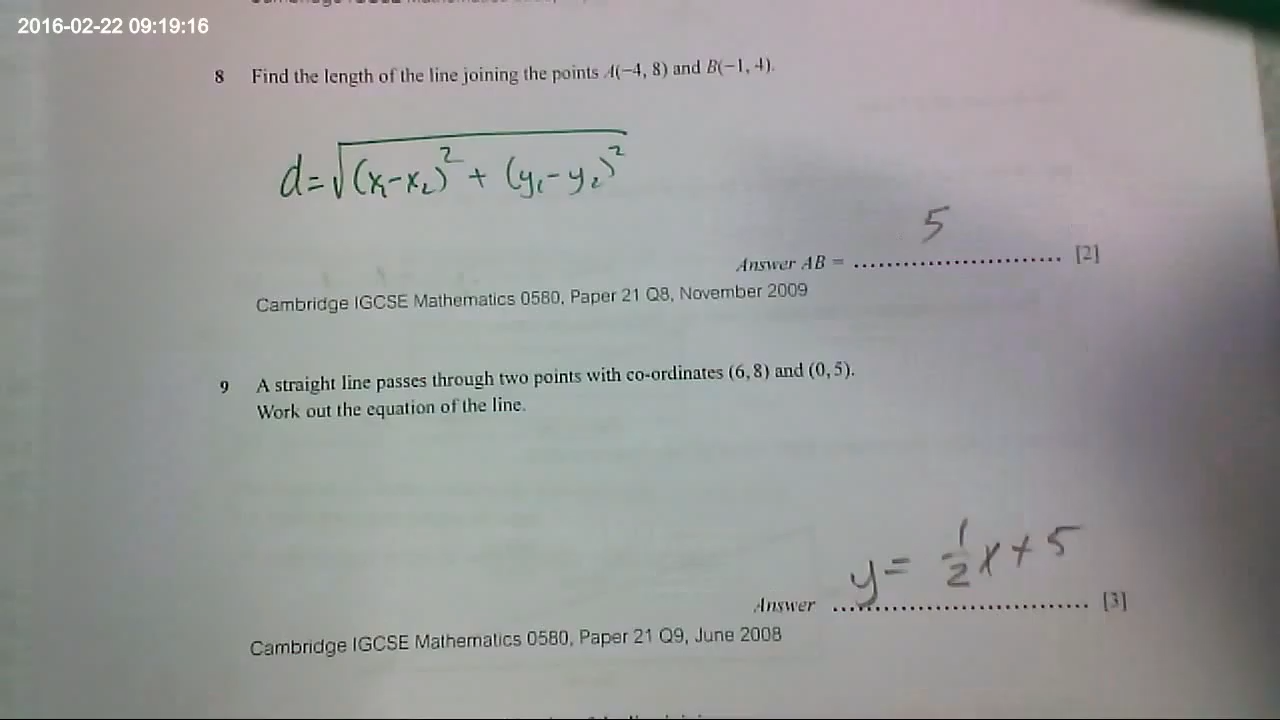 2016-02-22 09:19:16
8 Find the length of the line joining the points A(−4, 8) and B(−1, 4).
d=√(x₁-x₂)² + (y₁-y₂)²
5
Answer AB = .......................... [2]
Cambridge IGCSE Mathematics 0580, Paper 21 Q8, November 2009
9 A straight line passes through two points with co-ordinates (6, 8) and (0, 5).
Work out the equation of the line.
y = ½x + 5
Answer ................................ [3]
Cambridge IGCSE Mathematics 0580, Paper 21 Q9, June 2008